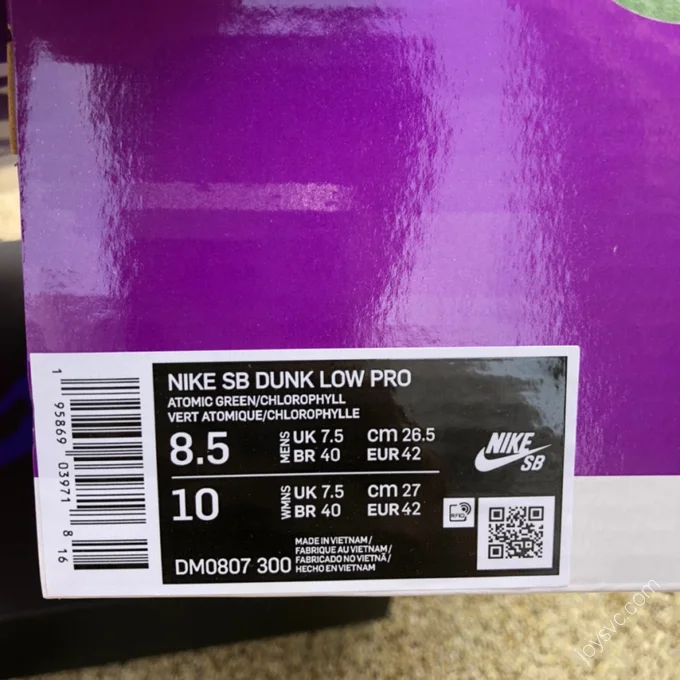 NIKE SB DUNK LOW PRO
ATOMIC GREEN/CHLOROPHYLL
VERT ATOMIQUE/CHLOROPHYLLE
8.5 MENS UK 7.5 cm 26.5
BR 40 EUR 42
10 WMNS UK 7.5 cm 27
BR 40 EUR 42
DM0807 300
MADE IN VIETNAM /
FABRIQUE AU VIETNAM /
FABRICADO NO VIETNÃ /
HECHO EN VIETNAM
NIKE
SB
RFID
1 95869 03971 8 16
joysvc.com